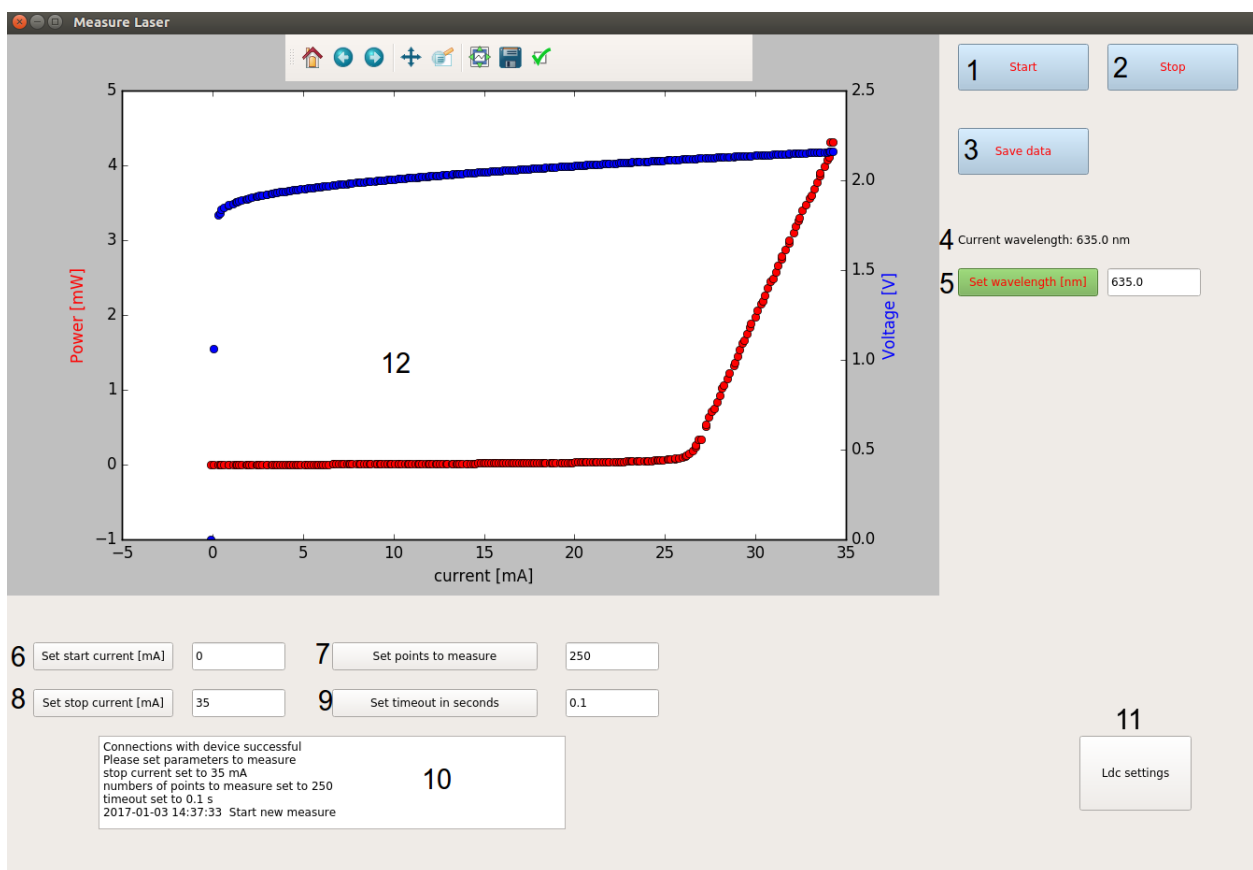 Measure Laser
1 Start
2 Stop
3 Save data
4 Current wavelength: 635.0 nm
5 Set wavelength [nm] 635.0
5
4
3
2
1
0
−1
Power [mW]
2.5
2.0
1.5
1.0
0.5
0.0
Voltage [V]
12
−5 0 5 10 15 20 25 30 35
current [mA]
6 Set start current [mA] 0
7 Set points to measure 250
8 Set stop current [mA] 35
9 Set timeout in seconds 0.1
Connections with device successful
Please set parameters to measure
stop current set to 35 mA
numbers of points to measure set to 250
timeout set to 0.1 s
2017-01-03 14:37:33 Start new measure
10
11
Ldc settings